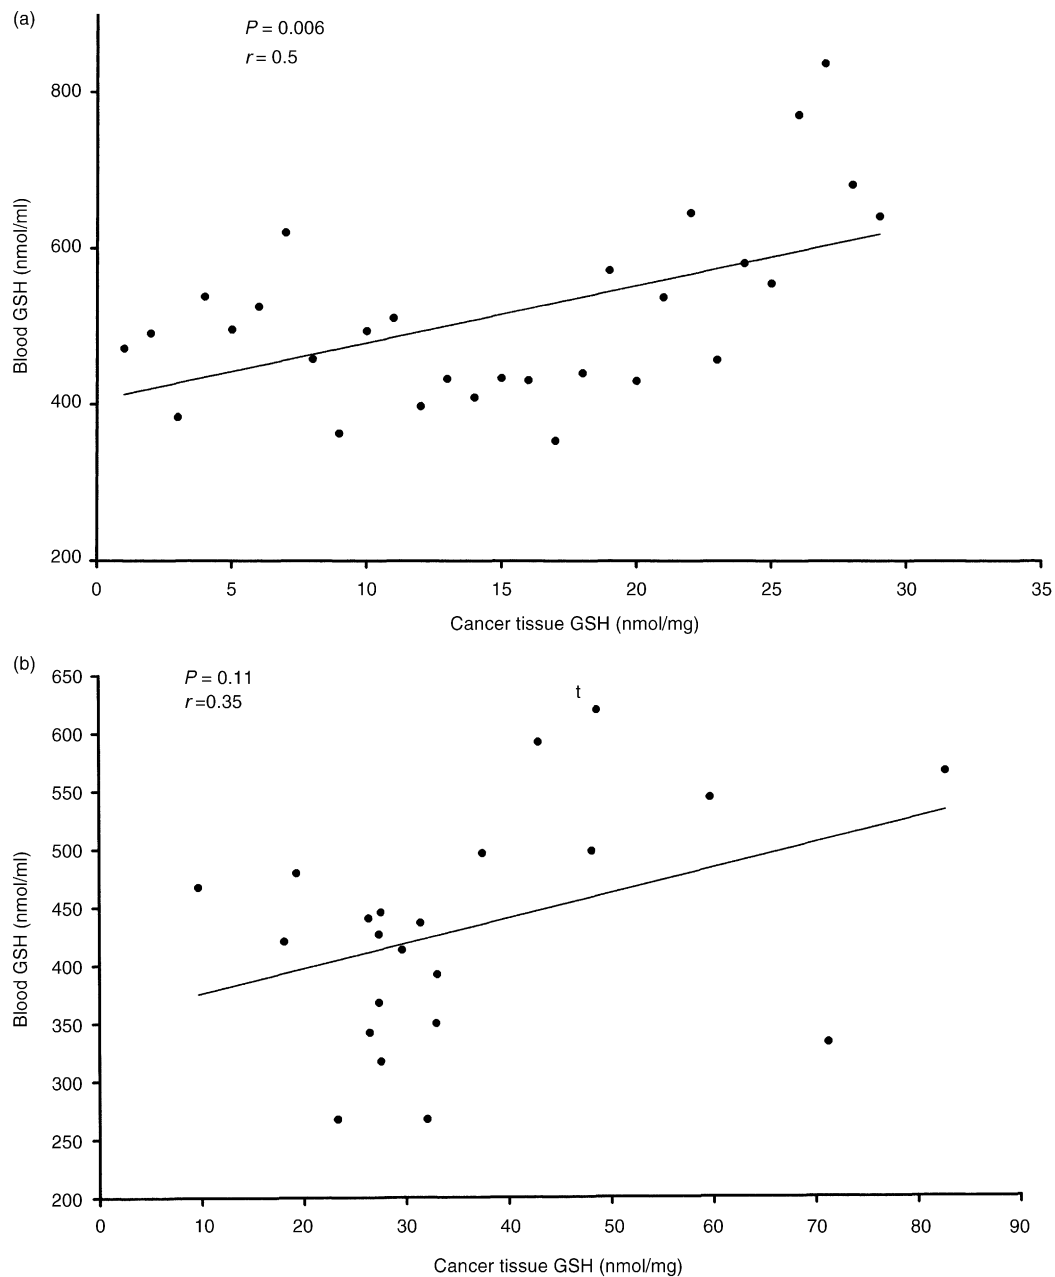 (a)
P = 0.006
r = 0.5
800
600
400
200
Blood GSH (nmol/ml)
0 5 10 15 20 25 30 35
Cancer tissue GSH (nmol/mg)
(b)
P = 0.11
r =0.35
t
650
600
550
500
450
400
350
300
250
200
Blood GSH (nmol/ml)
0 10 20 30 40 50 60 70 80 90
Cancer tissue GSH (nmol/mg)